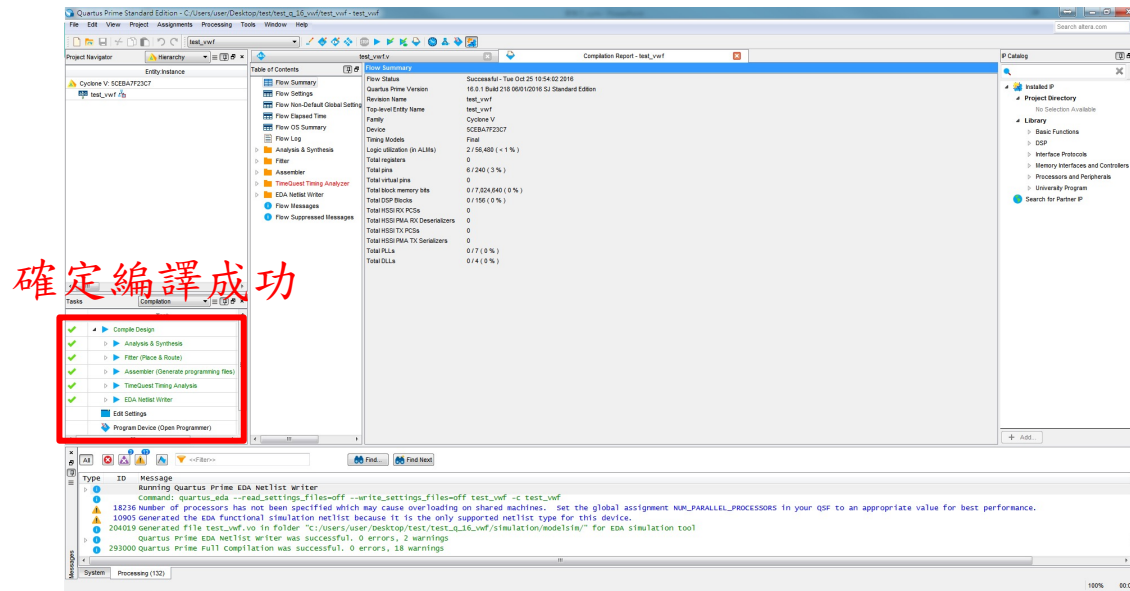 Quartus Prime Standard Edition - C:/Users/user/Desktop/test/test_q_16_vwf/test_vwf - test_vwf
File Edit View Project Assignments Processing Tools Window Help
Search altera.com
test_vwf
Project Navigator
Hierarchy
Entity:Instance
Cyclone V: 5CEBA7F23C7
test_vwf
test_vwf.v
Compilation Report - test_vwf
Table of Contents
Flow Summary
Flow Settings
Flow Non-Default Global Setting
Flow Elapsed Time
Flow OS Summary
Flow Log
Analysis & Synthesis
Fitter
Assembler
TimeQuest Timing Analyzer
EDA Netlist Writer
Flow Messages
Flow Suppressed Messages
Flow Summary
Flow Status Successful - Tue Oct 25 10:54:02 2016
Quartus Prime Version 16.0.1 Build 218 06/01/2016 SJ Standard Edition
Revision Name test_vwf
Top-level Entity Name test_vwf
Family Cyclone V
Device 5CEBA7F23C7
Timing Models Final
Logic utilization (in ALMs) 2 / 56,480 ( < 1 % )
Total registers 0
Total pins 6 / 240 ( 3 % )
Total virtual pins 0
Total block memory bits 0 / 7,024,640 ( 0 % )
Total DSP Blocks 0 / 156 ( 0 % )
Total HSSI RX PCSs 0
Total HSSI PMA RX Deserializers 0
Total HSSI TX PCSs 0
Total HSSI PMA TX Serializers 0
Total PLLs 0 / 7 ( 0 % )
Total DLLs 0 / 4 ( 0 % )
IP Catalog
Installed IP
Project Directory
No Selection Available
Library
Basic Functions
DSP
Interface Protocols
Memory Interfaces and Controllers
Processors and Peripherals
University Program
Search for Partner IP
+ Add...
確定編譯成功
Tasks
Compilation
Compile Design
Analysis & Synthesis
Fitter (Place & Route)
Assembler (Generate programming files)
TimeQuest Timing Analysis
EDA Netlist Writer
Edit Settings
Program Device (Open Programmer)
All
<<Filter>>
Find...
Find Next
Type ID Message
Running Quartus Prime EDA Netlist Writer
Command: quartus_eda --read_settings_files=off --write_settings_files=off test_vwf -c test_vwf
18236 Number of processors has not been specified which may cause overloading on shared machines. Set the global assignment NUM_PARALLEL_PROCESSORS in your QSF to an appropriate value for best performance.
10905 Generated the EDA functional simulation netlist because it is the only supported netlist type for this device.
204019 Generated file test_vwf.vo in folder "C:/Users/user/Desktop/test/test_q_16_vwf/simulation/modelsim/" for EDA simulation tool
Quartus Prime EDA Netlist Writer was successful. 0 errors, 2 warnings
293000 Quartus Prime Full Compilation was successful. 0 errors, 18 warnings
Messages
System
Processing (132)
100%